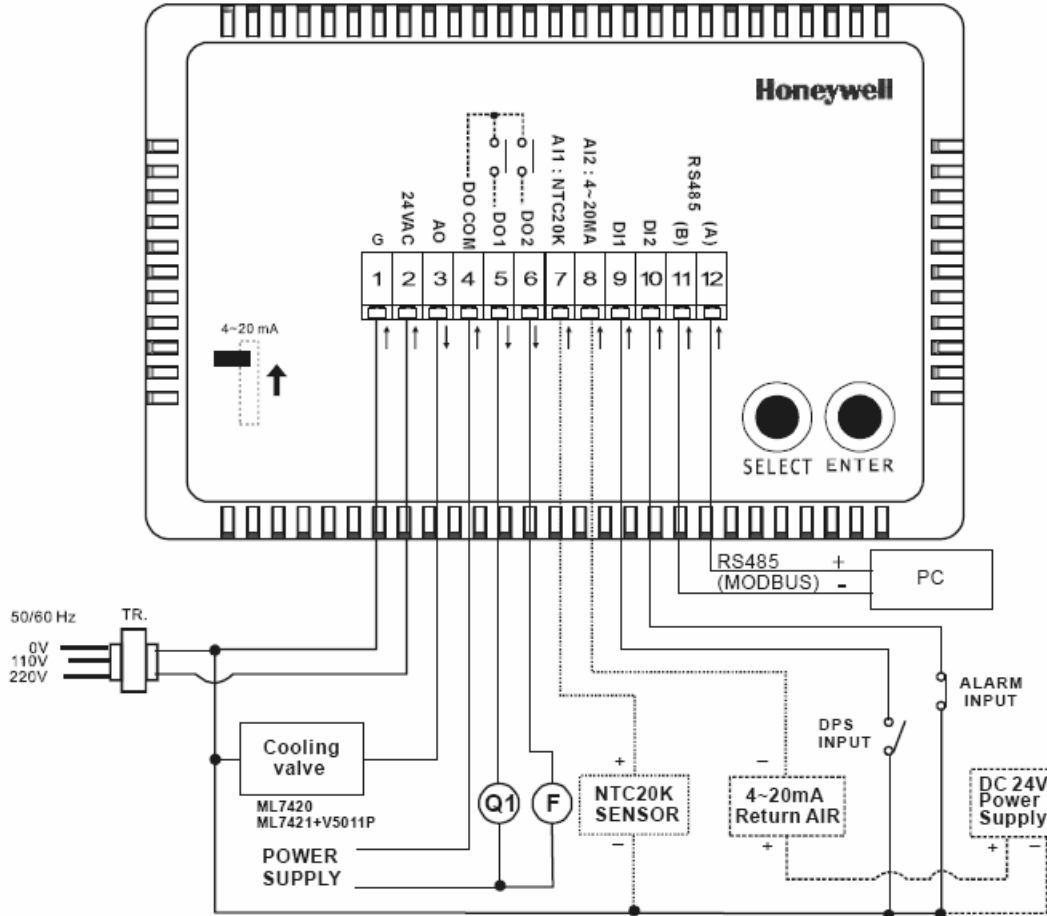 Honeywell
G
24VAC
AO
DO COM
DO1
DO2
AI1 : NTC20K
AI2 : 4~20MA
DI1
DI2
RS485
(B)
(A)
1 2 3 4 5 6 7 8 9 10 11 12
4~20 mA
SELECT ENTER
RS485 +
(MODBUS) -
PC
50/60 Hz
TR.
0V
110V
220V
ALARM
INPUT
DPS
INPUT
Cooling
valve
ML7420
ML7421+V5011P
Q1
F
+
NTC20K
SENSOR
–
–
4~20mA
Return AIR
+
DC 24V
Power
Supply
+ –
POWER
SUPPLY